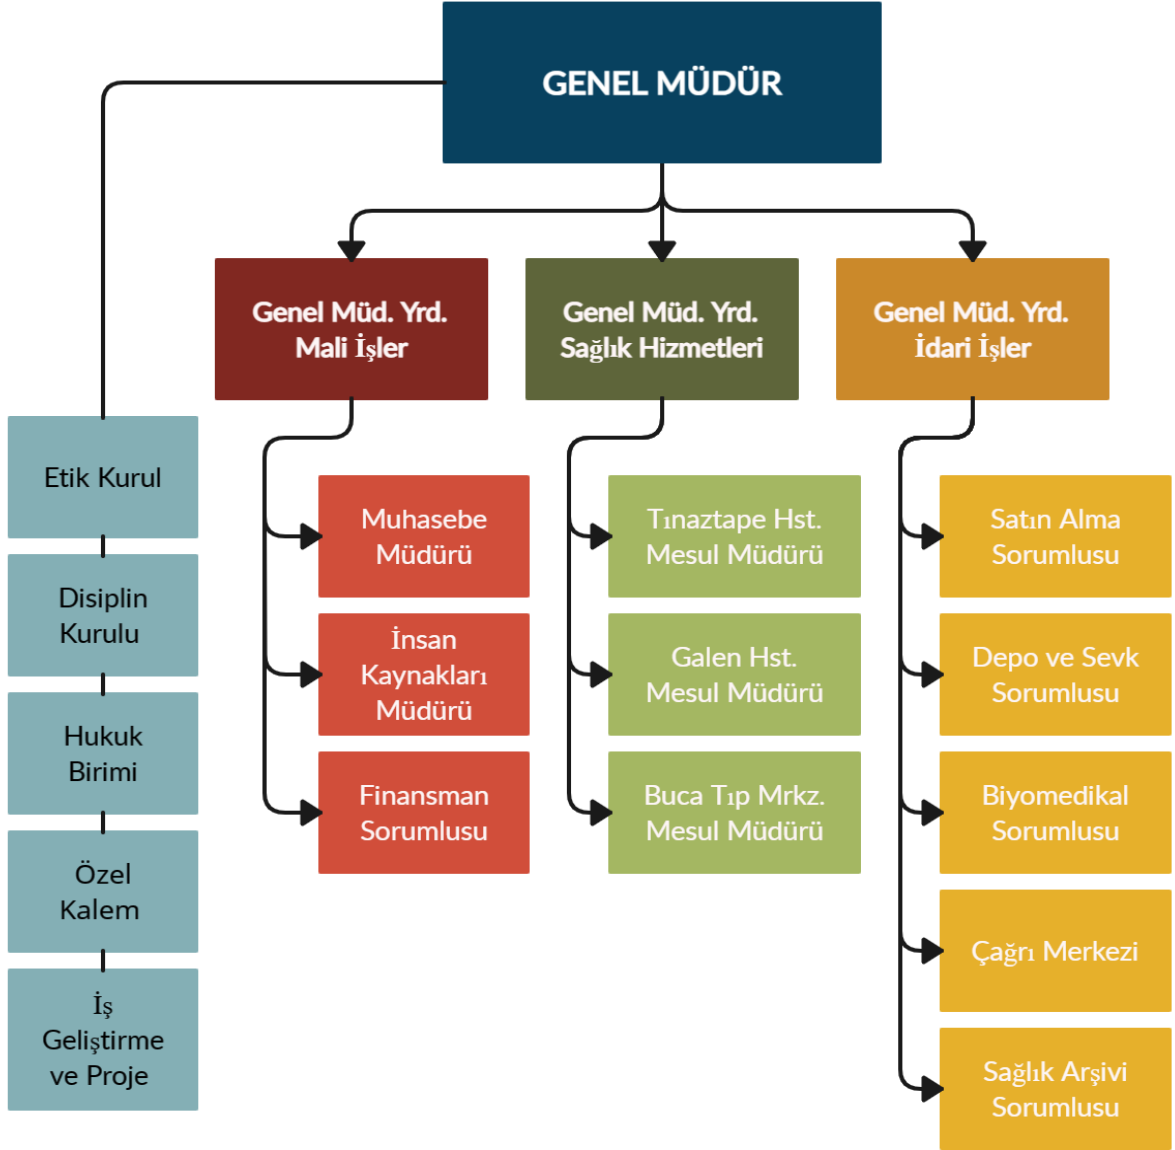 GENEL MÜDÜR
Genel Müd. Yrd.
Mali İşler
Genel Müd. Yrd.
Sağlık Hizmetleri
Genel Müd. Yrd.
İdari İşler
Etik Kurul
Disiplin
Kurulu
Hukuk
Birimi
Özel
Kalem
İş
Geliştirme
ve Proje
Muhasebe
Müdürü
İnsan
Kaynakları
Müdürü
Finansman
Sorumlusu
Tınaztape Hst.
Mesul Müdürü
Galen Hst.
Mesul Müdürü
Buca Tıp Mrkz.
Mesul Müdürü
Satın Alma
Sorumlusu
Depo ve Sevk
Sorumlusu
Biyomedikal
Sorumlusu
Çağrı Merkezi
Sağlık Arşivi
Sorumlusu